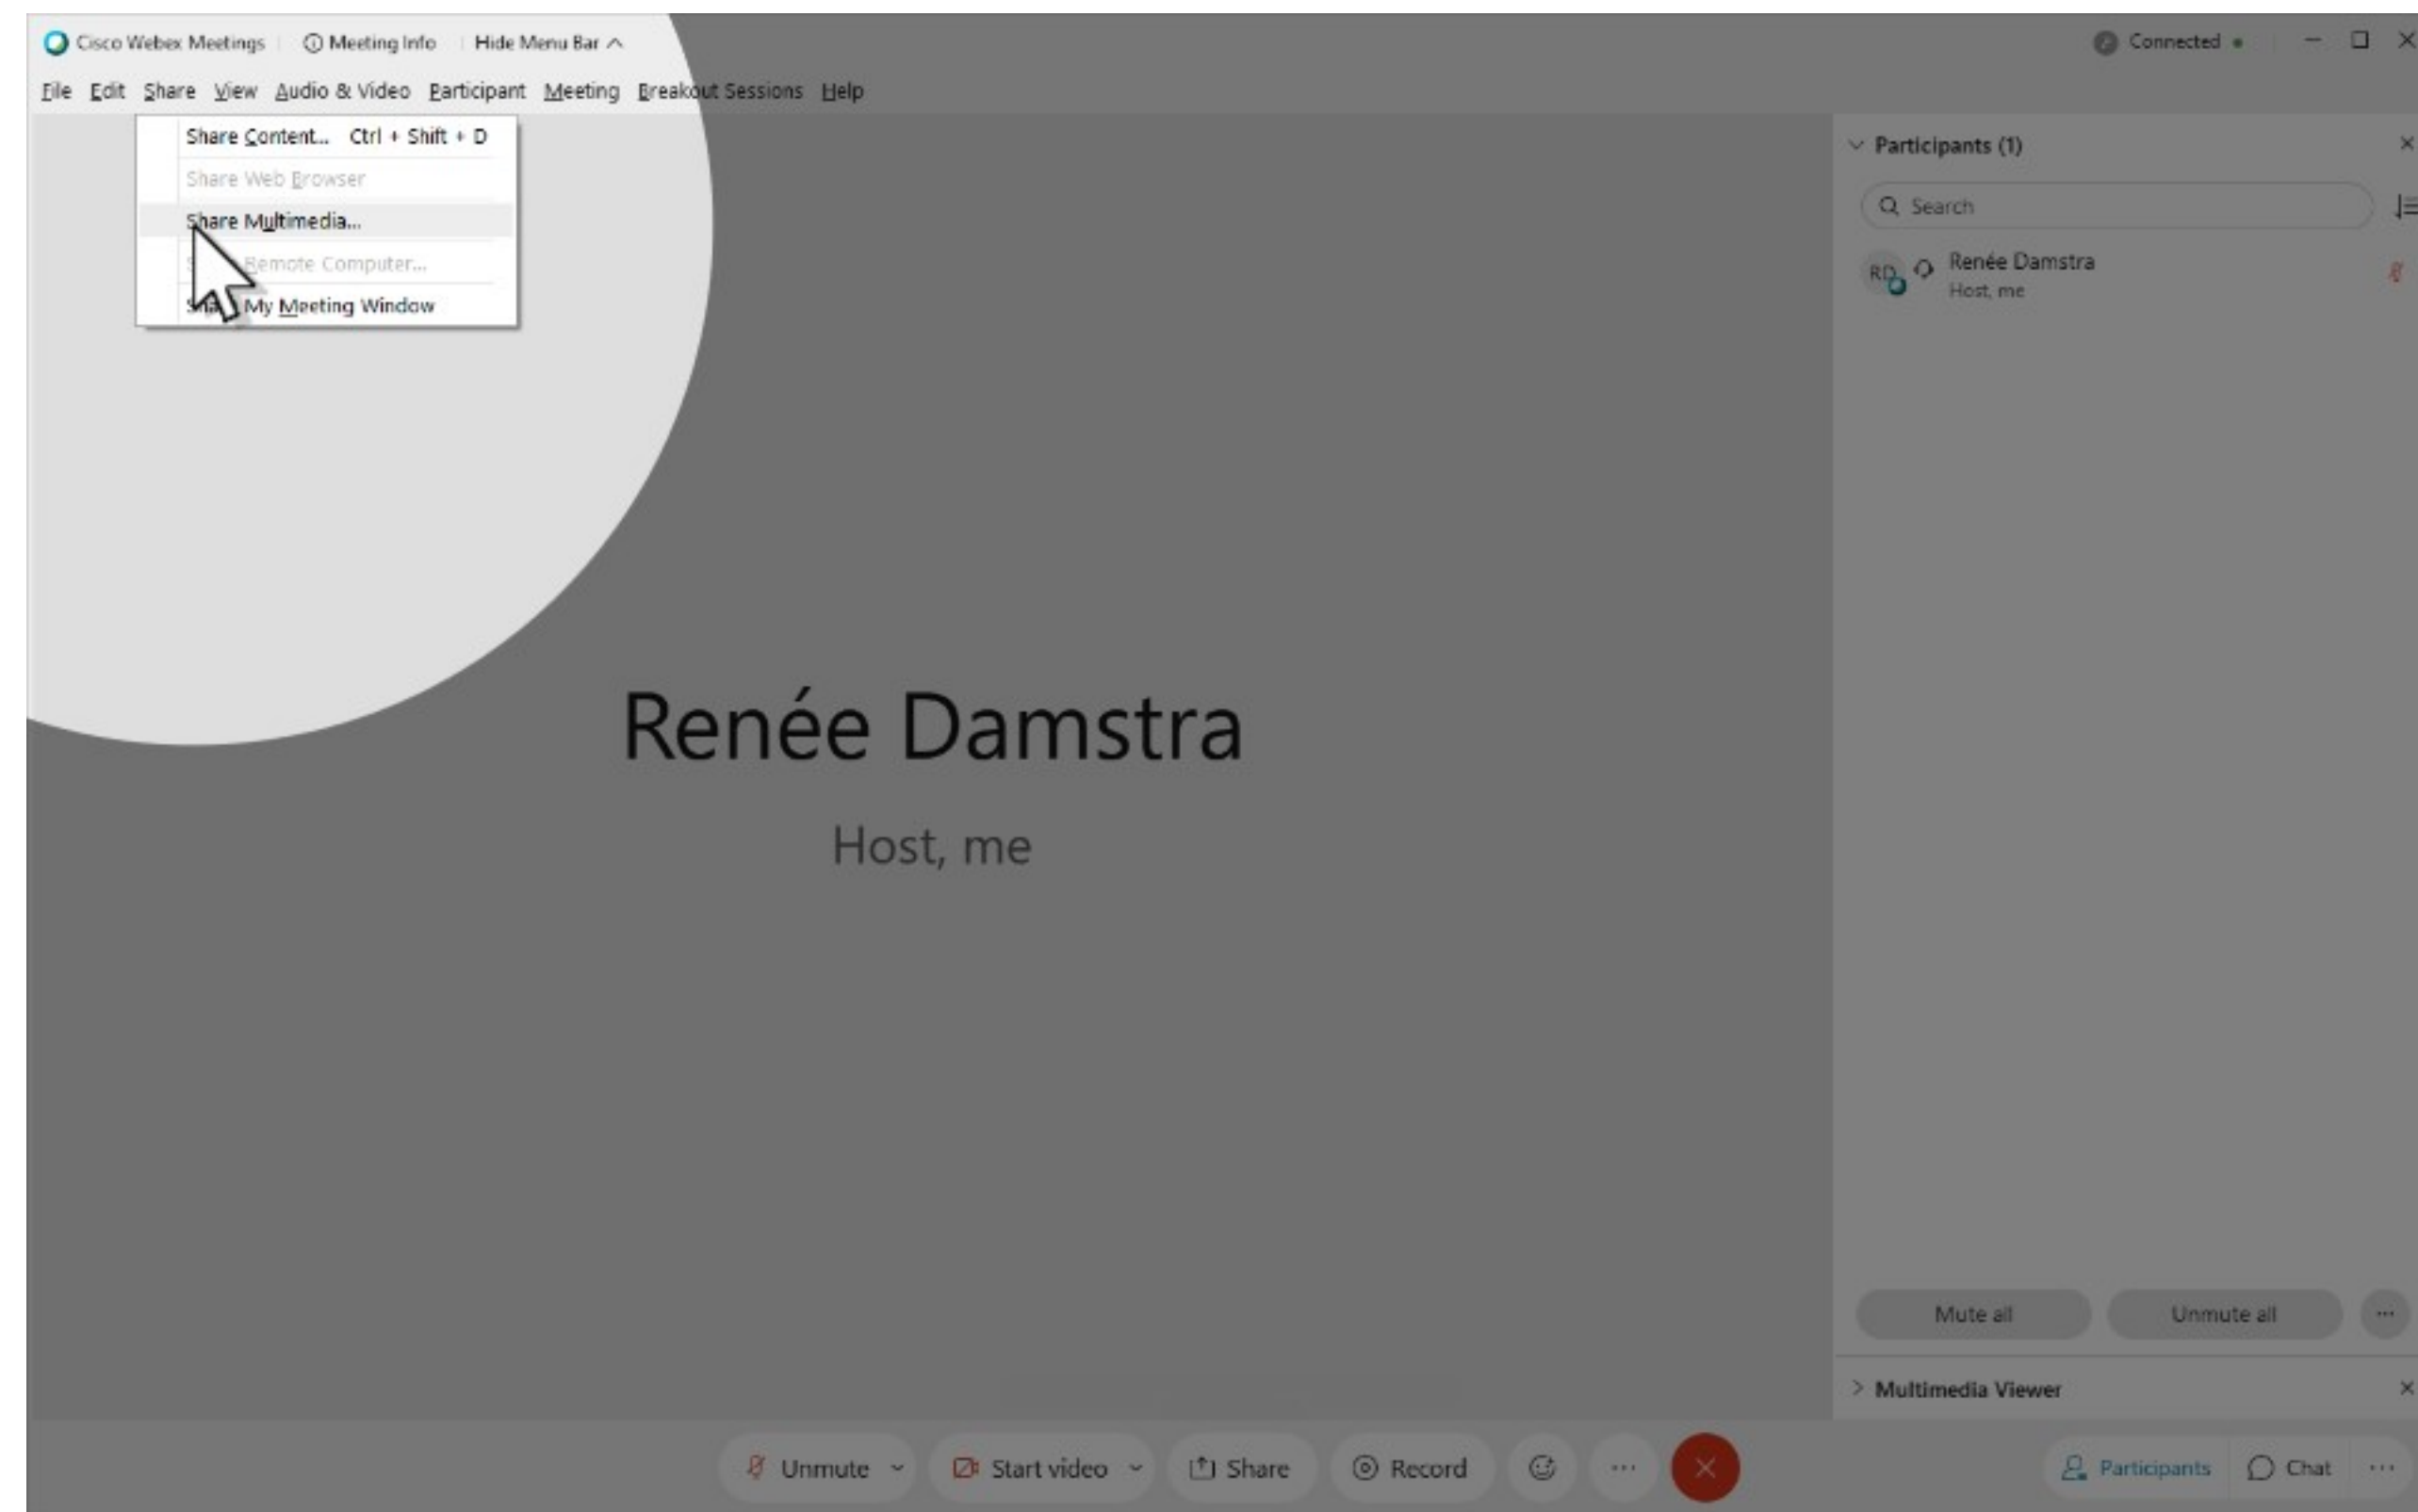 Cisco Webex Meetings Meeting Info Hide Menu Bar Connected
File Edit Share View Audio & Video Participant Meeting Breakout Sessions Help
Share Content... Ctrl + Shift + D
Share Web Browser
Share Multimedia...
Remote Computer...
My Meeting Window
Participants (1)
Search
RD Renée Damstra
Host, me
Renée Damstra
Host, me
Mute all Unmute all ...
Multimedia Viewer
Unmute Start video Share Record ... Participants Chat ...